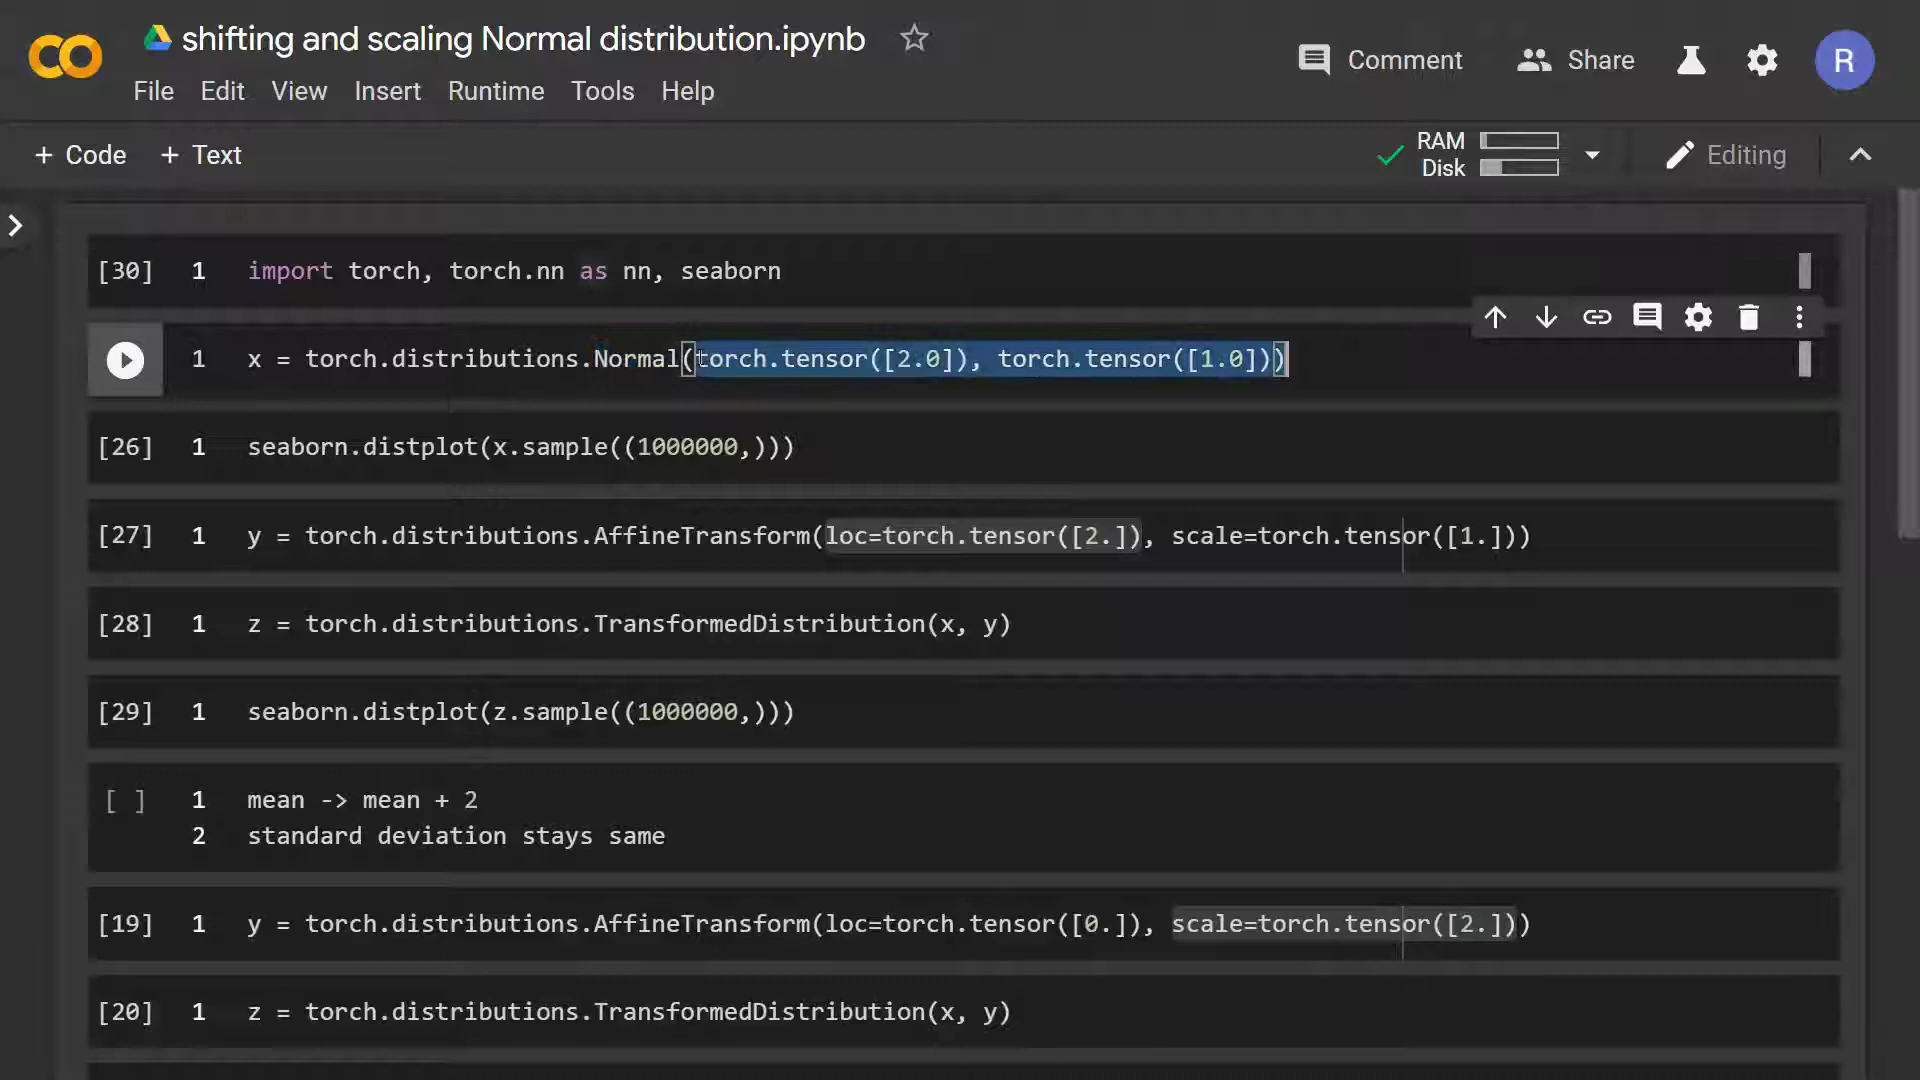 shifting and scaling Normal distribution.ipynb
Comment Share R
File Edit View Insert Runtime Tools Help
+ Code + Text RAM Disk Editing
[30] 1 import torch, torch.nn as nn, seaborn
1 x = torch.distributions.Normal(torch.tensor([2.0]), torch.tensor([1.0]))
[26] 1 seaborn.distplot(x.sample((1000000,)))
[27] 1 y = torch.distributions.AffineTransform(loc=torch.tensor([2.]), scale=torch.tensor([1.]))
[28] 1 z = torch.distributions.TransformedDistribution(x, y)
[29] 1 seaborn.distplot(z.sample((1000000,)))
[ ] 1 mean -> mean + 2
2 standard deviation stays same
[19] 1 y = torch.distributions.AffineTransform(loc=torch.tensor([0.]), scale=torch.tensor([2.]))
[20] 1 z = torch.distributions.TransformedDistribution(x, y)